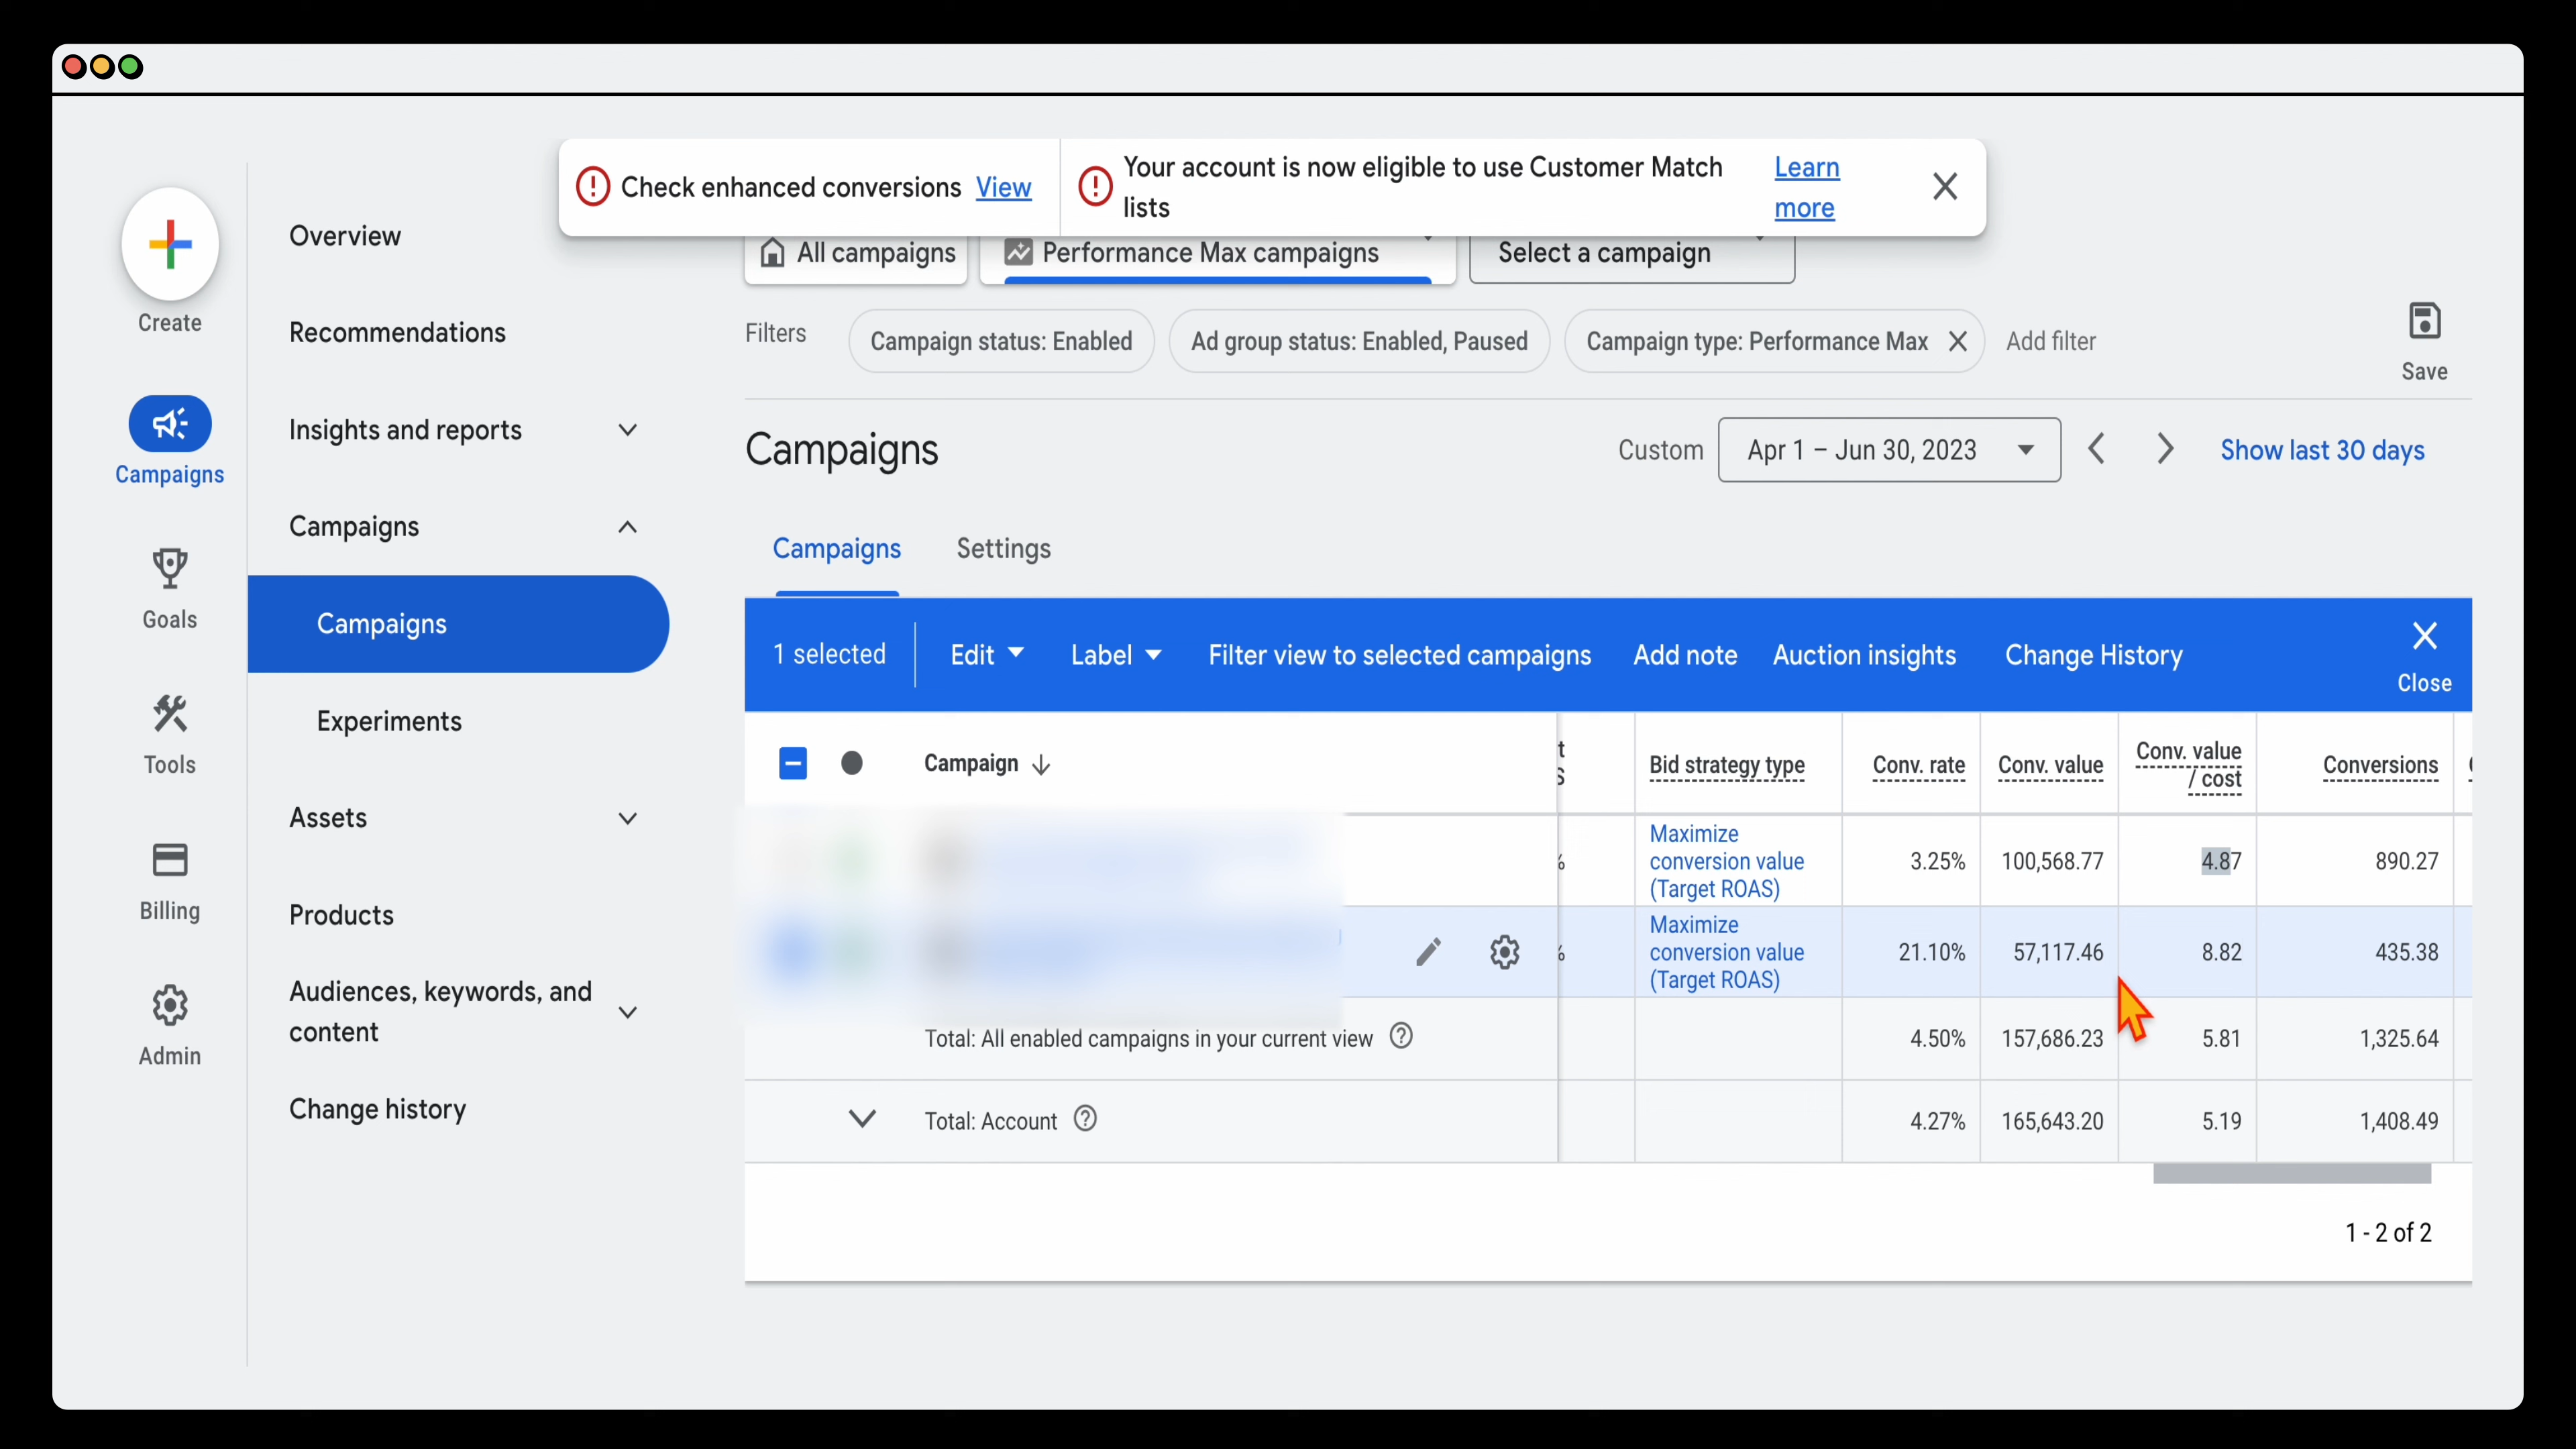 Check enhanced conversions View
Your account is now eligible to use Customer Match
lists
Learn
more
All campaigns
Performance Max campaigns
Select a campaign
Create
Campaigns
Goals
Tools
Billing
Admin
Overview
Recommendations
Insights and reports
Campaigns
Campaigns
Experiments
Assets
Products
Audiences, keywords, and
content
Change history
Filters
Campaign status: Enabled
Ad group status: Enabled, Paused
Campaign type: Performance Max
Add filter
Save
Campaigns
Custom
Apr 1 – Jun 30, 2023
Show last 30 days
Campaigns
Settings
1 selected
Edit
Label
Filter view to selected campaigns
Add note
Auction insights
Change History
Close
Campaign
Bid strategy type
Conv. rate
Conv. value
Conv. value
/ cost
Conversions
Maximize
conversion value
(Target ROAS)
3.25%
100,568.77
4.87
890.27
Maximize
conversion value
(Target ROAS)
21.10%
57,117.46
8.82
435.38
Total: All enabled campaigns in your current view
4.50%
157,686.23
5.81
1,325.64
Total: Account
4.27%
165,643.20
5.19
1,408.49
1 - 2 of 2